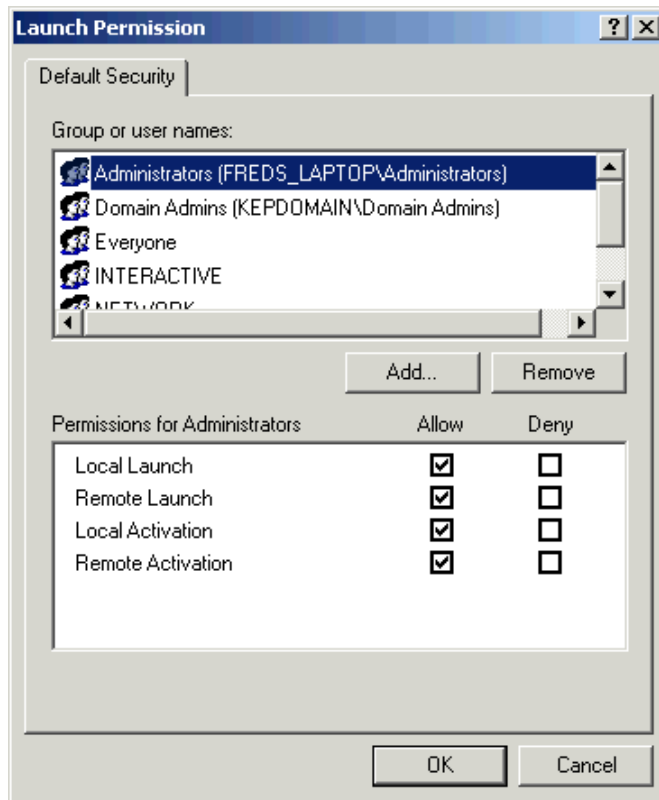 Launch Permission
Default Security
Group or user names:
Administrators (FREDS_LAPTOP\Administrators)
Domain Admins (KEPDOMAIN\Domain Admins)
Everyone
INTERACTIVE
NETWORK
Add... Remove
Permissions for Administrators Allow Deny
Local Launch
Remote Launch
Local Activation
Remote Activation
OK Cancel